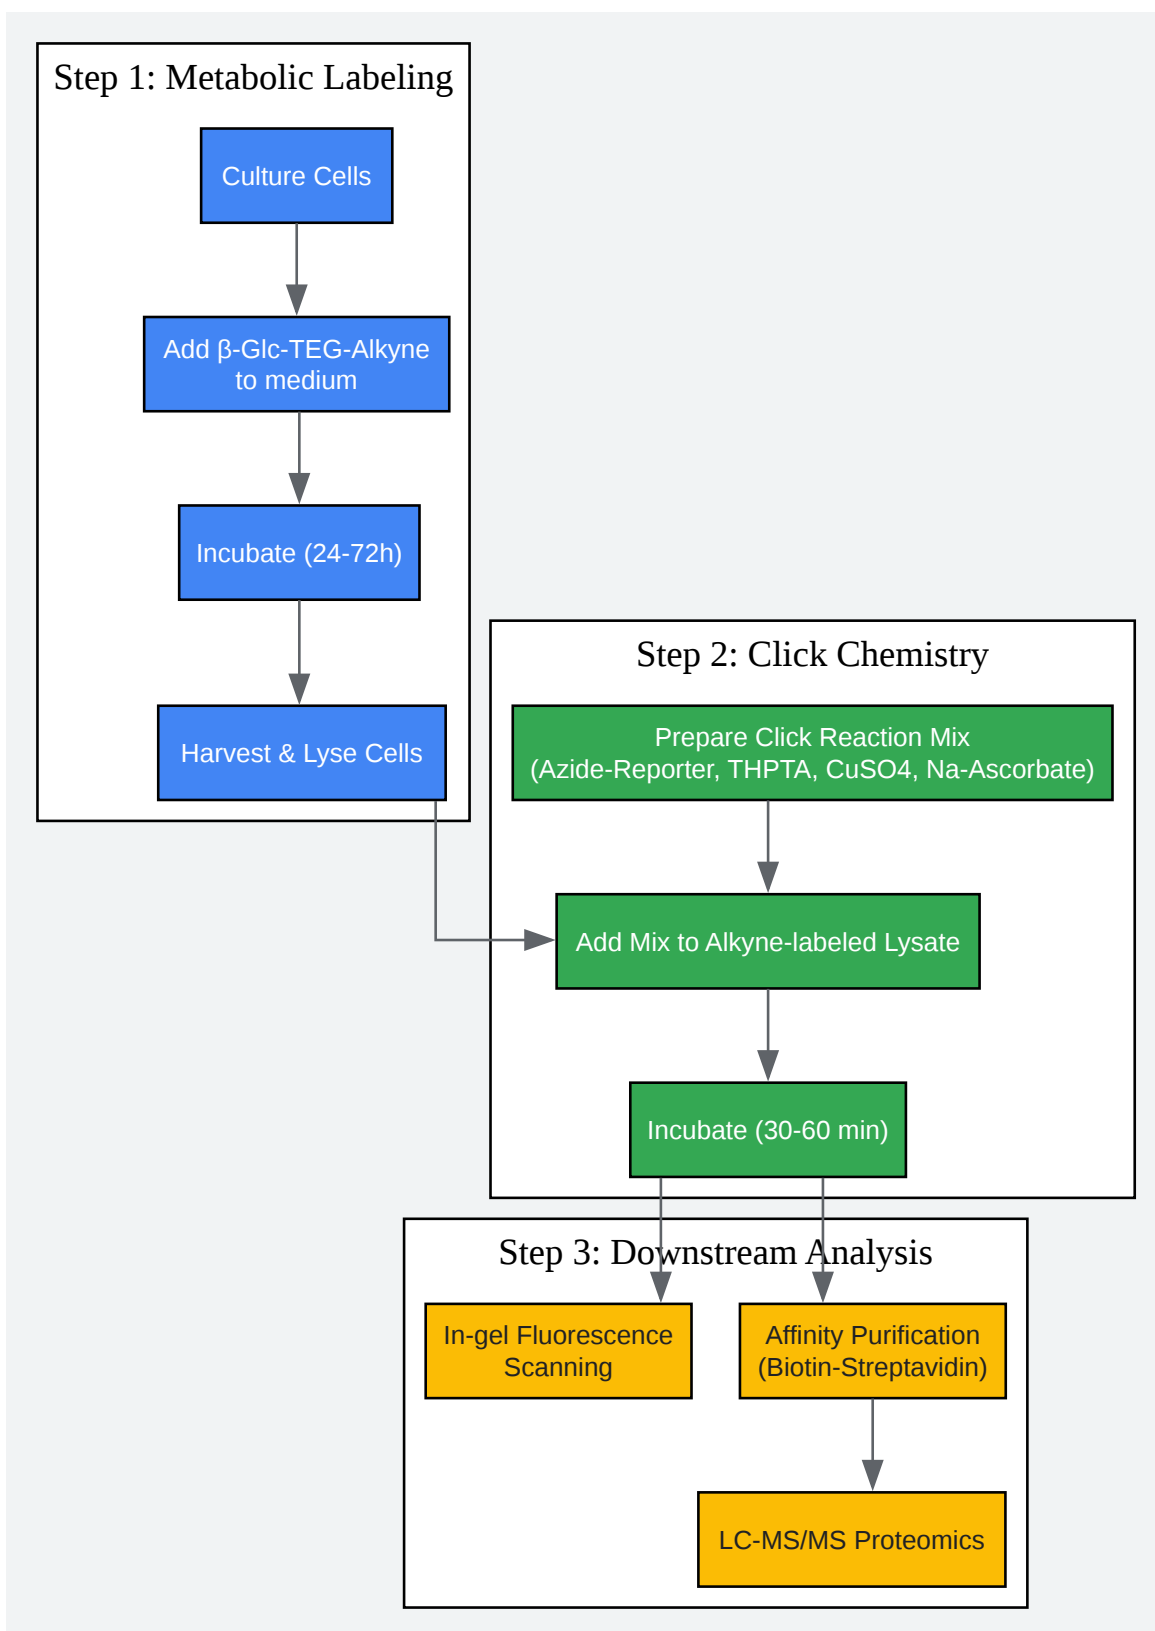 Step 1: Metabolic Labeling
Culture Cells
Add β-Glc-TEG-Alkyne
to medium
Incubate (24-72h)
Harvest & Lyse Cells
Step 2: Click Chemistry
Prepare Click Reaction Mix
(Azide-Reporter, THPTA, CuSO4, Na-Ascorbate)
Add Mix to Alkyne-labeled Lysate
Incubate (30-60 min)
Step 3: Downstream Analysis
In-gel Fluorescence
Scanning
Affinity Purification
(Biotin-Streptavidin)
LC-MS/MS Proteomics